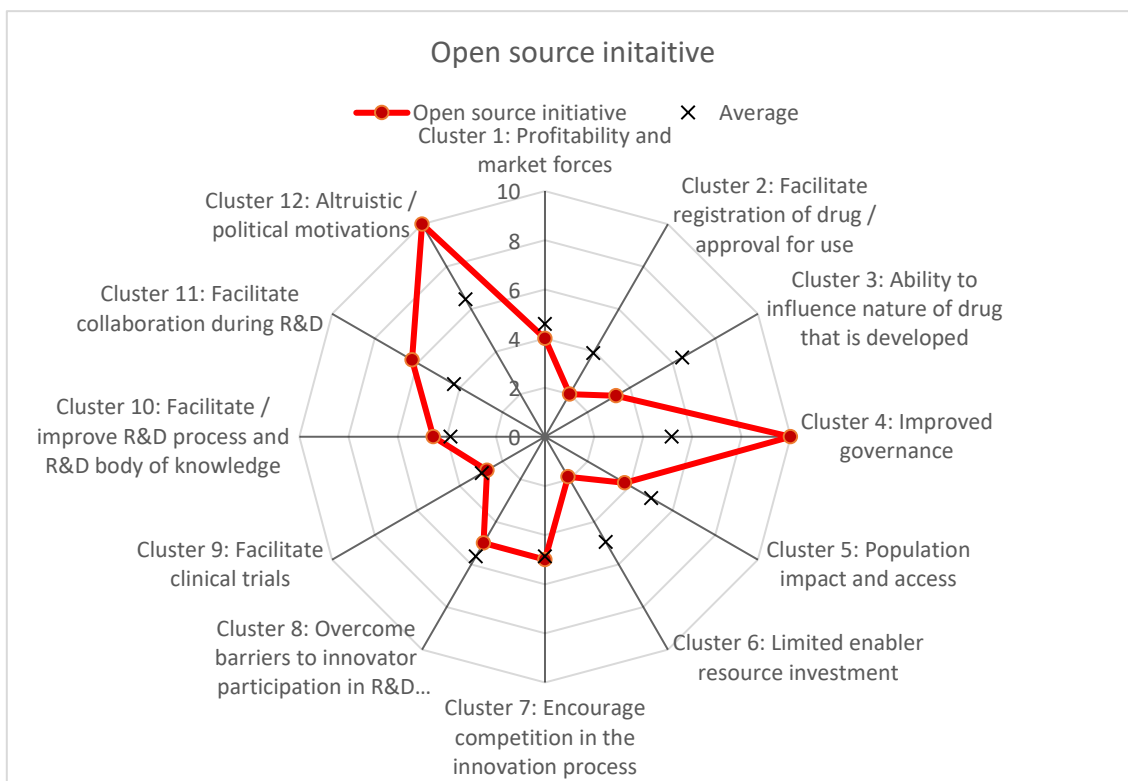 Open source initaitive
Open source initiative
Average
Cluster 1: Profitability and
market forces
Cluster 2: Facilitate
registration of drug /
approval for use
Cluster 3: Ability to
influence nature of drug
that is developed
Cluster 4: Improved
governance
Cluster 5: Population
impact and access
Cluster 6: Limited enabler
resource investment
Cluster 7: Encourage
competition in the
innovation process
Cluster 8: Overcome
barriers to innovator
participation in R&D...
Cluster 9: Facilitate
clinical trials
Cluster 10: Facilitate /
improve R&D process and
R&D body of knowledge
Cluster 11: Facilitate
collaboration during R&D
Cluster 12: Altruistic /
political motivations
10
8
6
4
2
0